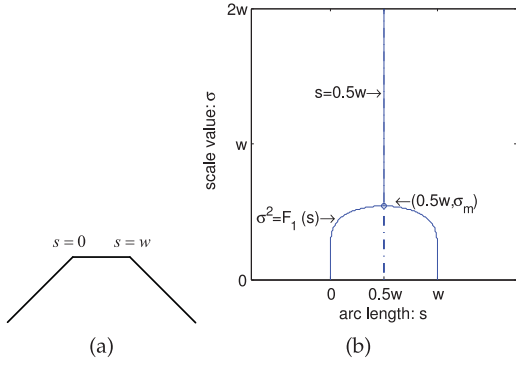 s = 0
s = w
(a)
2w
w
0
scale value: σ
s=0.5w→
←(0.5w,σm)
σ²=F₁ (s)→
0
0.5w
w
arc length: s
(b)